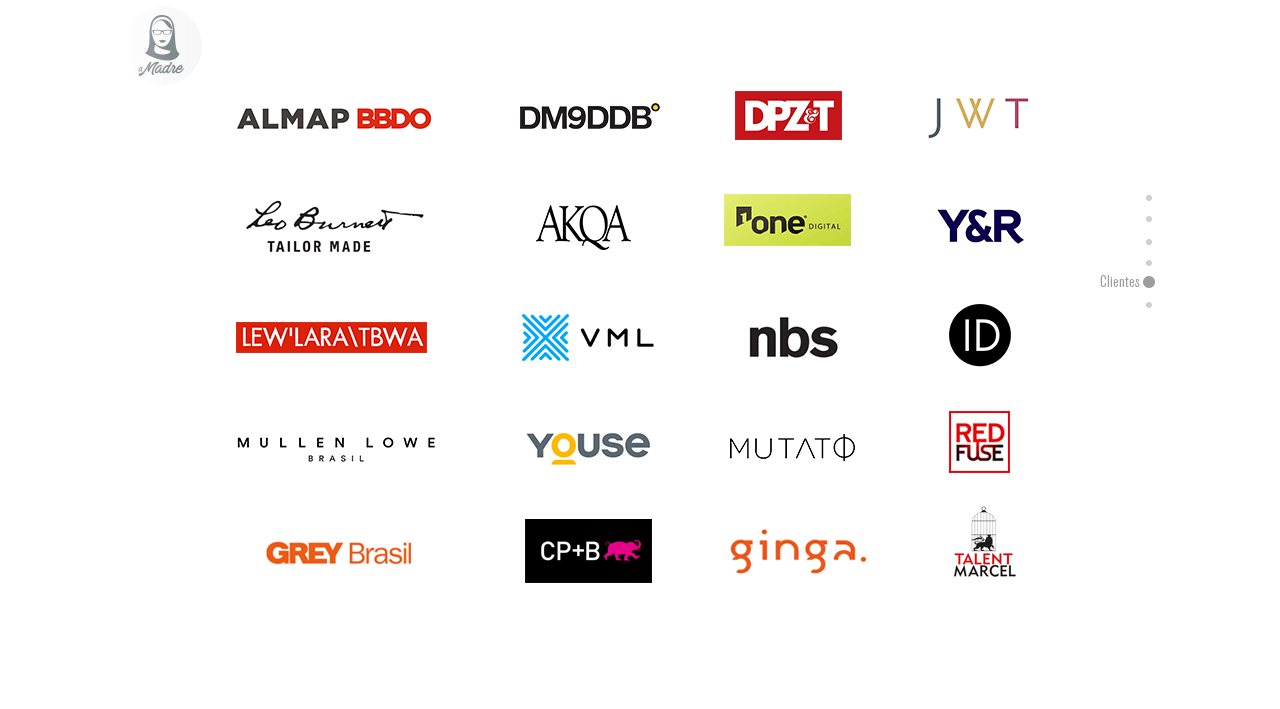 a Madre
ALMAP BBDO
DM9DDB
DPZ&T
JWT
Leo Burnett
TAILOR MADE
AKQA
1 one DIGITAL
Y&R
Clientes
LEW'LARA\TBWA
VML
nbs
ID
MULLEN LOWE
BRASIL
YOUSE
MUTATO
RED
FUSE
GREY Brasil
CP+B
ginga.
TALENT
MARCEL